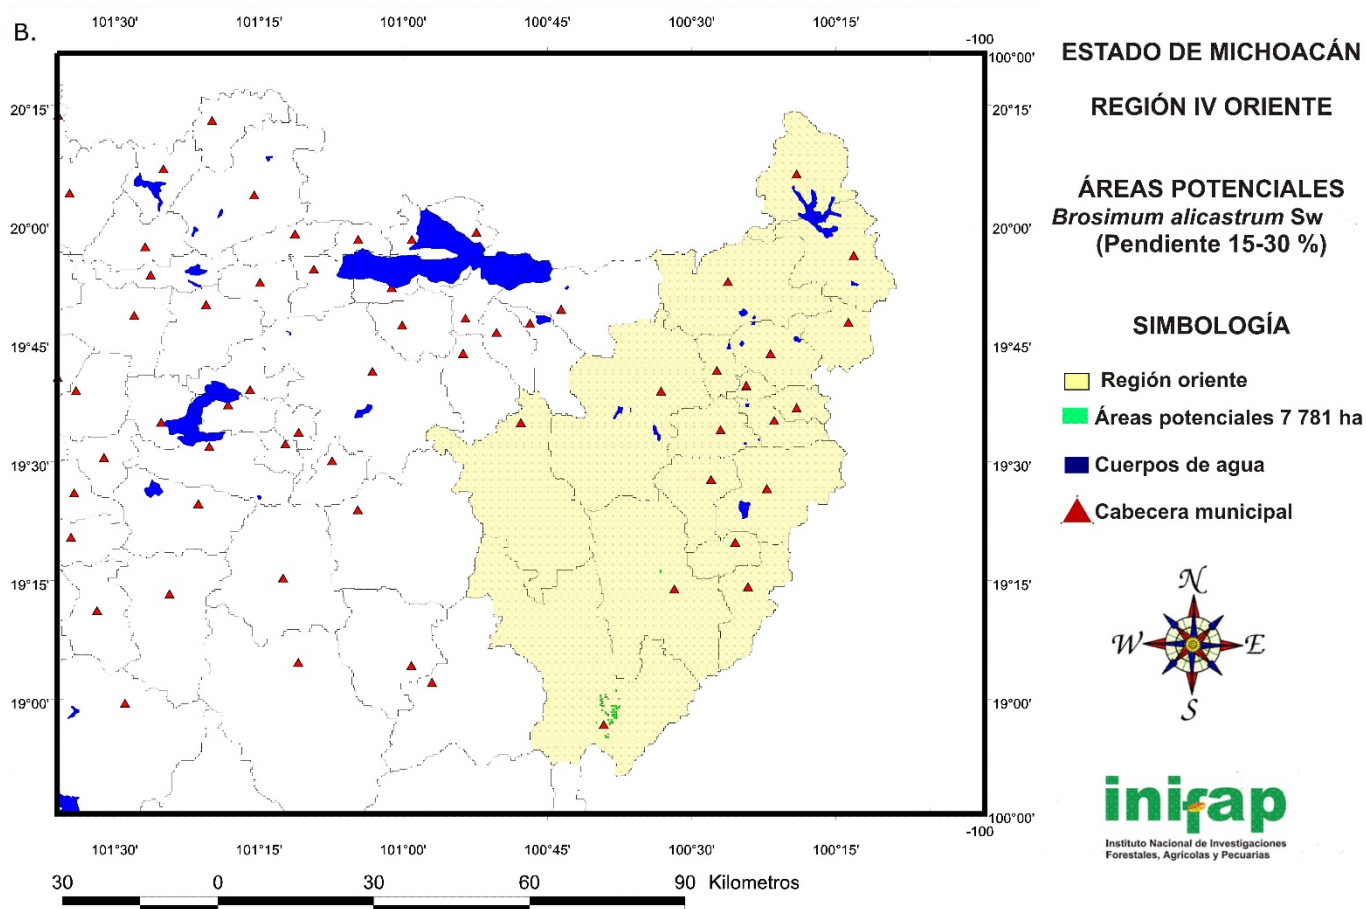 B.
101°30' 101°15' 101°00' 100°45' 100°30' 100°15'
-100
100°00'
20°15' 20°15'
20°00' 20°00'
19°45' 19°45'
19°30' 19°30'
19°15' 19°15'
19°00' 19°00'
100°00'
-100
101°30' 101°15' 101°00' 100°45' 100°30' 100°15'
30 0 30 60 90 Kilometros
ESTADO DE MICHOACÁN
REGIÓN IV ORIENTE
ÁREAS POTENCIALES
Brosimum alicastrum Sw
(Pendiente 15-30 %)
SIMBOLOGÍA
Región oriente
Áreas potenciales 7 781 ha
Cuerpos de agua
Cabecera municipal
N
W E
S
inifap
Instituto Nacional de Investigaciones
Forestales, Agrícolas y Pecuarias